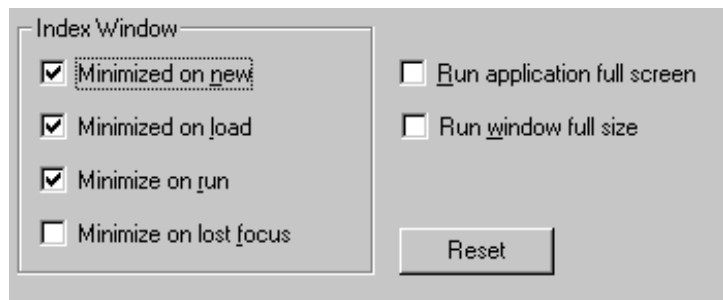 Index Window
Minimized on new
Minimized on load
Minimize on run
Minimize on lost focus
Run application full screen
Run window full size
Reset